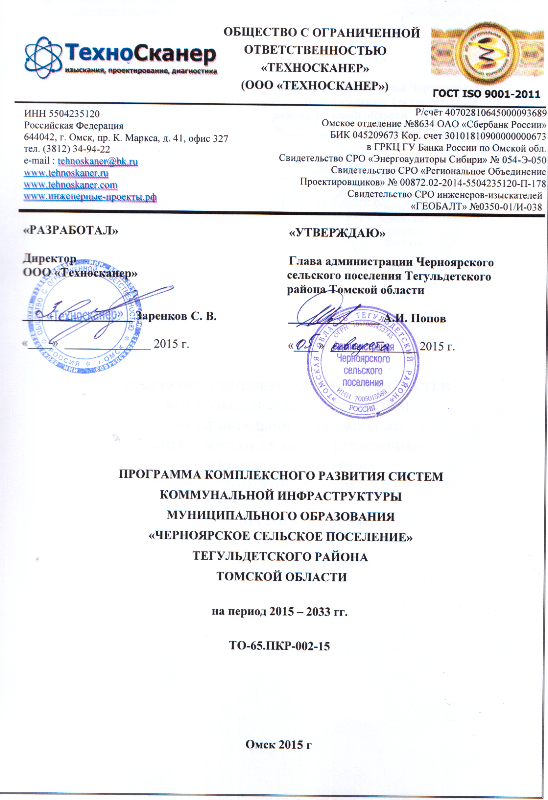 ТехноСканер
изыскания, проектирование, диагностика
ОБЩЕСТВО С ОГРАНИЧЕННОЙ
ОТВЕТСТВЕННОСТЬЮ
«ТЕХНОСКАНЕР»
(ООО «ТЕХНОСКАНЕР»)
ГОСТ ISO 9001-2011
ИНН 5504235120
Российская Федерация
644042, г. Омск, пр. К. Маркса, д. 41, офис 327
тел. (3812) 34-94-22
e-mail : tehnoskaner@bk.ru
www.tehnoskaner.ru
www.tehnoskaner.com
www.инженерные-проекты.рф
Р/счёт 40702810645000093689
Омское отделение №8634 ОАО «Сбербанк России»
БИК 045209673 Кор. счет 30101810900000000673
в ГРКЦ ГУ Банка России по Омской обл.
Свидетельство СРО «Энергоаудиторы Сибири» № 054-Э-050
Свидетельство СРО «Региональное Объединение
Проектировщиков» № 00872.02-2014-5504235120-П-178
Свидетельство СРО инженеров-изыскателей
«ГЕОБАЛТ» №0350-01/И-038
«РАЗРАБОТАЛ»
Директор
ООО «Техносканер»
Заренков С. В.
«Техносканер»
« » 2015 г.
«УТВЕРЖДАЮ»
Глава администрации Черноярского
сельского поселения Тегульдетского
района Томской области
А.И. Попов
«05» августа 2015 г.
Черноярского
сельского
поселения
РОССИЯ
ПРОГРАММА КОМПЛЕКСНОГО РАЗВИТИЯ СИСТЕМ
КОММУНАЛЬНОЙ ИНФРАСТРУКТУРЫ
МУНИЦИПАЛЬНОГО ОБРАЗОВАНИЯ
«ЧЕРНОЯРСКОЕ СЕЛЬСКОЕ ПОСЕЛЕНИЕ»
ТЕГУЛЬДЕТСКОГО РАЙОНА
ТОМСКОЙ ОБЛАСТИ
на период 2015 – 2033 гг.
ТО-65.ПКР-002-15
Омск 2015 г